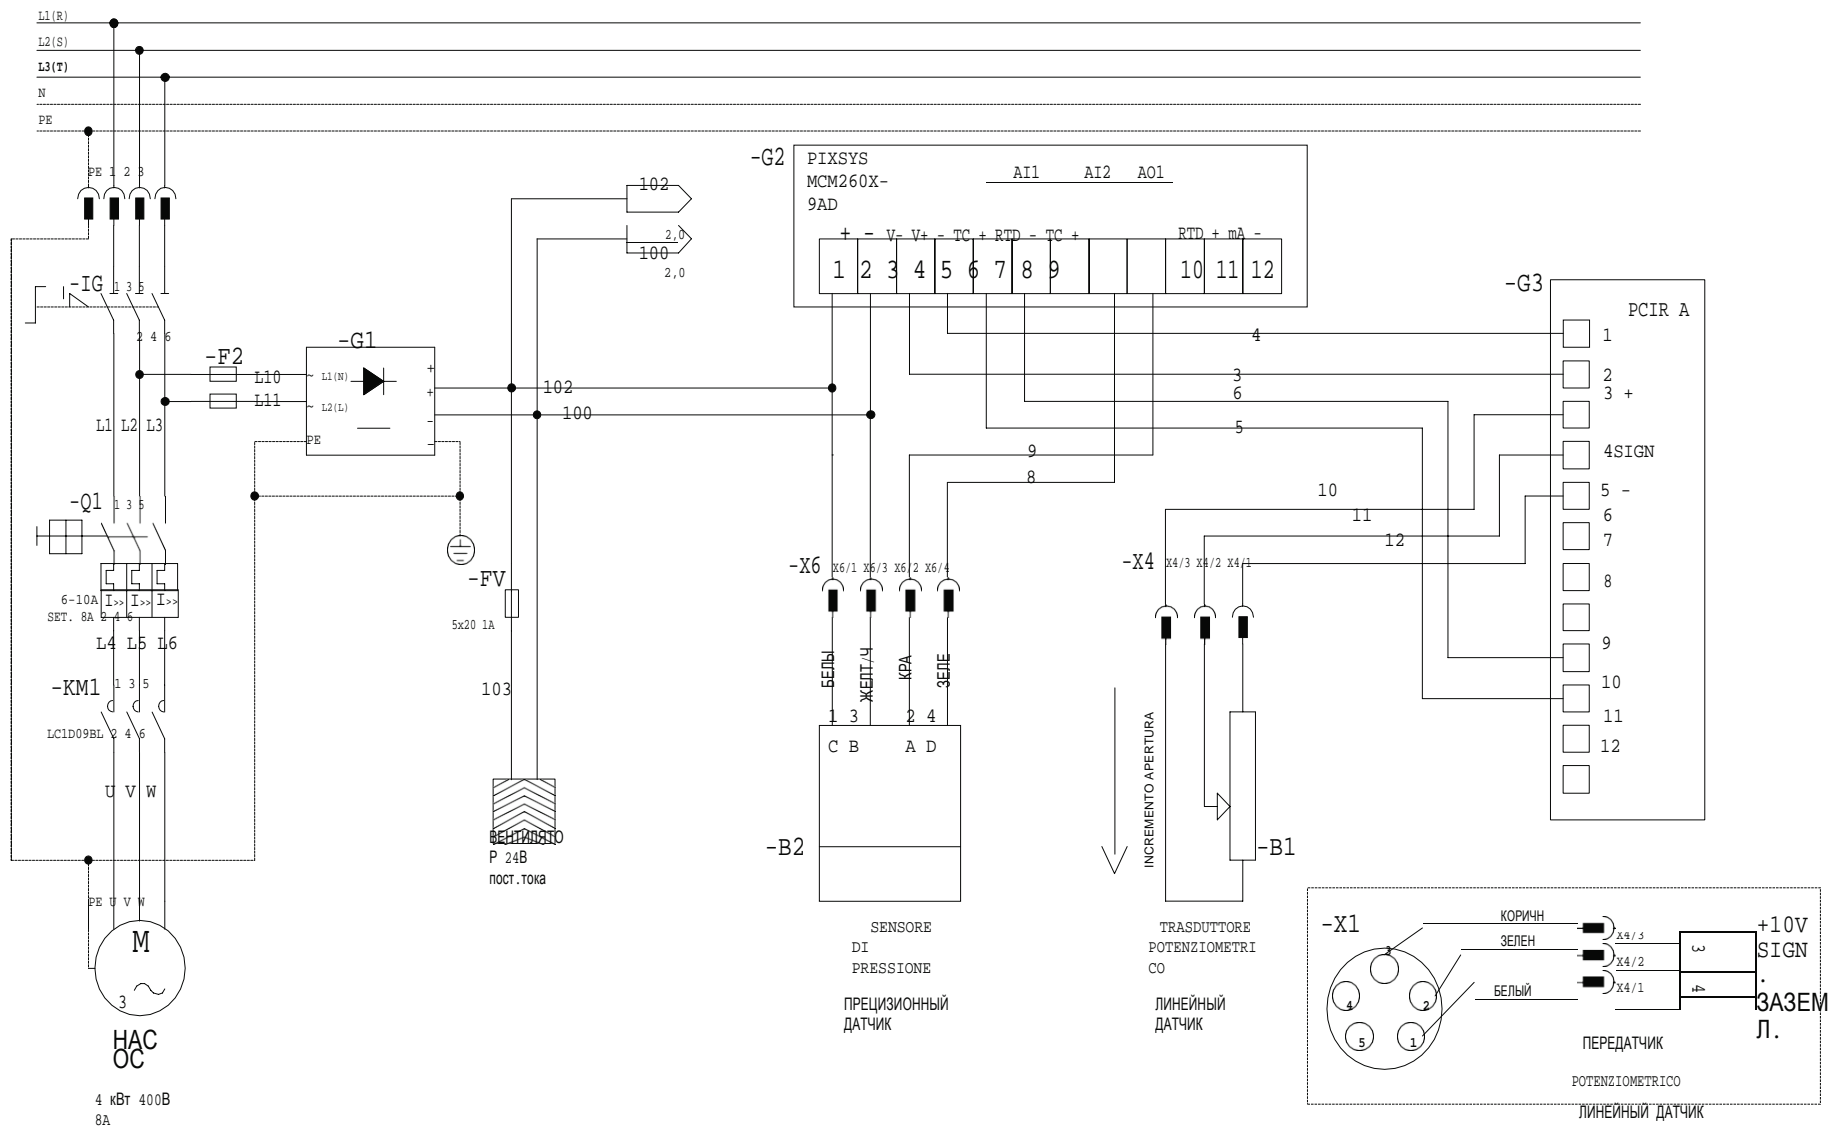 L1(R)
L2(S)
L3(T)
N
PE
PE 1 2 3
-G2
PIXSYS
MCM260X-
9AD
AI1 AI2 AO1
+ - V- V+ - TC + RTD - TC + RTD + mA -
1 2 3 4 5 6 7 8 9 10 11 12
102
2,0
100
2,0
-IG 1 3 5
2 4 6
-G3
PCIR A
1
2
3 +
4SIGN
5 -
6
7
8
9
10
11
12
-F2
L10
L11
-G1
~ L1(N)
~ L2(L)
PE
+
+
-
-
102
100
4
3
6
5
9
8
10
11
12
L1 L2 L3
-Q1 1 3 5
6-10A
I>> I>> I>>
SET. 8A 2 4 6
L4 L5 L6
-FV
5x20 1A
103
-X6 X6/1 X6/3 X6/2 X6/4
-X4 X4/3 X4/2 X4/1
БЕЛЫ
ЖЕЛТ/Ч
КРА
ЗЕЛЕ
1 3 2 4
C B A D
-B2
-KM1 1 3 5
LC1D09BL 2 4 6
U V W
ВЕНТИЛЯТО
Р 24В
пост.тока
INCREMENTO APERTURA
-B1
PE U V W
M
3
НАС
ОС
4 кВт 400В
8А
SENSORE
DI
PRESSIONE
ПРЕЦИЗИОННЫЙ
ДАТЧИК
TRASDUTTORE
POTENZIOMETRI
CO
ЛИНЕЙНЫЙ
ДАТЧИК
-X1
3
4
2
5
1
КОРИЧН
ЗЕЛЕН
БЕЛЫЙ
X4/3
X4/2
X4/1
3
4
+10V
SIGN
.
ЗАЗЕМ
Л.
ПЕРЕДАТЧИК
POTENZIOMETRICO
ЛИНЕЙНЫЙ ДАТЧИК